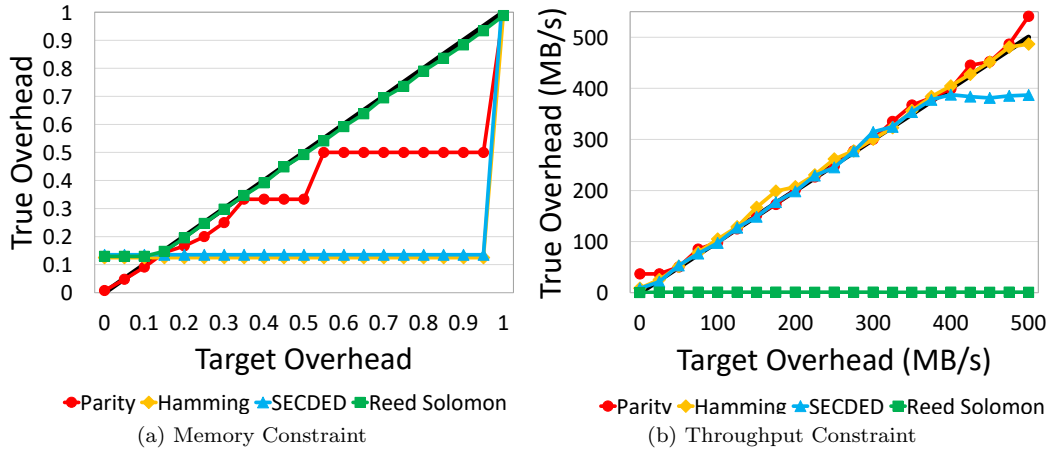 True Overhead
1
0.9
0.8
0.7
0.6
0.5
0.4
0.3
0.2
0.1
0
0 0.1 0.2 0.3 0.4 0.5 0.6 0.7 0.8 0.9 1
Target Overhead
Parity Hamming SECDED Reed Solomon
(a) Memory Constraint
True Overhead (MB/s)
500
400
300
200
100
0
0 100 200 300 400 500
Target Overhead (MB/s)
Parity Hamming SECDED Reed Solomon
(b) Throughput Constraint